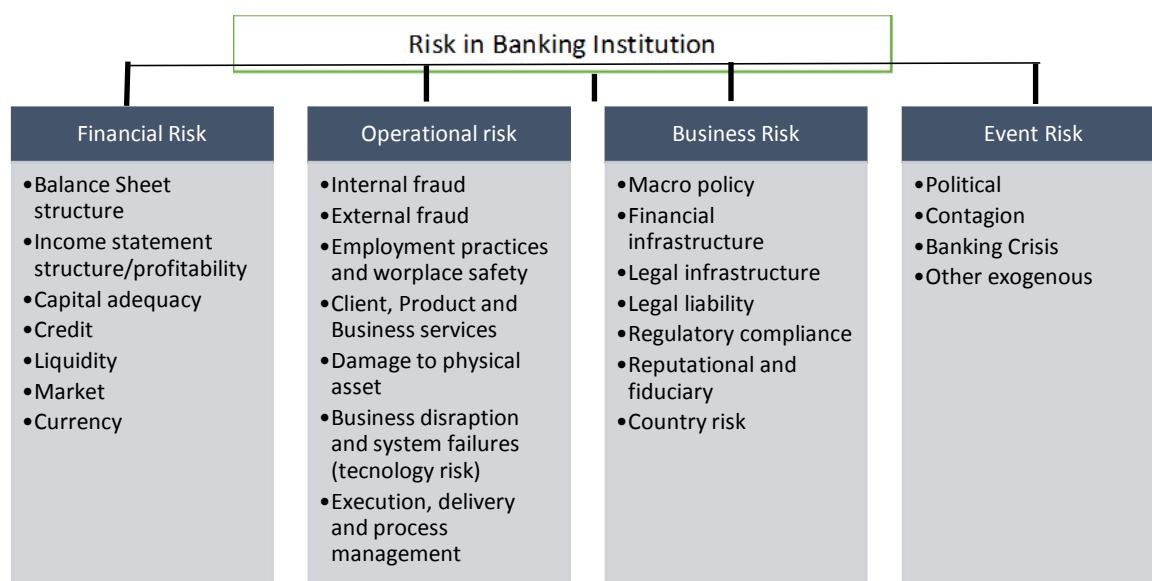 Risk in Banking Institution
Financial Risk
•Balance Sheet
structure
•Income statement
structure/profitability
•Capital adequacy
•Credit
•Liquidity
•Market
•Currency
Operational risk
•Internal fraud
•External fraud
•Employment practices
and worplace safety
•Client, Product and
Business services
•Damage to physical
asset
•Business disraption
and system failures
(tecnology risk)
•Execution, delivery
and process
management
Business Risk
•Macro policy
•Financial
infrastructure
•Legal infrastructure
•Legal liability
•Regulatory compliance
•Reputational and
fiduciary
•Country risk
Event Risk
•Political
•Contagion
•Banking Crisis
•Other exogenous